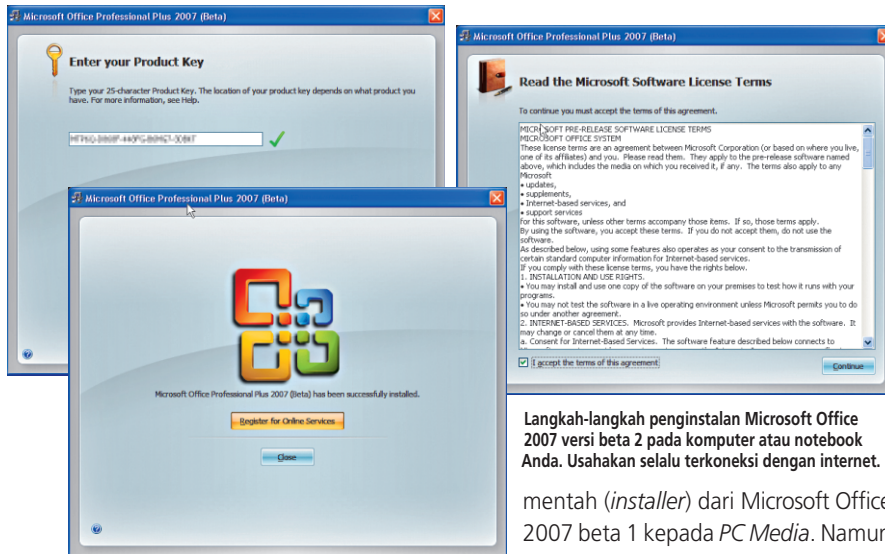 Microsoft Office Professional Plus 2007 (Beta)
Enter your Product Key
Type your 25-character Product Key. The location of your product key depends on what product you
have. For more information, see Help.
Microsoft Office Professional Plus 2007 (Beta)
Read the Microsoft Software License Terms
To continue you must accept the terms of this agreement.
MICROSOFT PRE-RELEASE SOFTWARE LICENSE TERMS
MICROSOFT OFFICE SYSTEM
These license terms are an agreement between Microsoft Corporation (or based on where you live,
one of its affiliates) and you. Please read them. They apply to the pre-release software named
above, which includes the media on which you received it, if any. The terms also apply to any
Microsoft
• updates,
• supplements,
• Internet-based services, and
• support services
for this software, unless other terms accompany those items. If so, those terms apply.
By using the software, you accept these terms. If you do not accept them, do not use the
software.
As described below, using some features also operates as your consent to the transmission of
certain standard computer information for Internet-based services.
If you comply with these license terms, you have the rights below.
1. INSTALLATION AND USE RIGHTS.
• You may install and use one copy of the software on your premises to test how it runs with your
programs.
• You may not test the software in a live operating environment unless Microsoft permits you to do
so under another agreement.
2. INTERNET-BASED SERVICES. Microsoft provides Internet-based services with the software. It
may change or cancel them at any time.
a. Consent for Internet-Based Services. The software feature described below connects to
I accept the terms of this agreement
Continue
Microsoft Office Professional Plus 2007 (Beta)
Microsoft Office Professional Plus 2007 (Beta) has been successfully installed.
Register for Online Services
Close
Langkah-langkah penginstalan Microsoft Office
2007 versi beta 2 pada komputer atau notebook
Anda. Usahakan selalu terkoneksi dengan internet.
mentah (installer) dari Microsoft Office
2007 beta 1 kepada PC Media. Namun